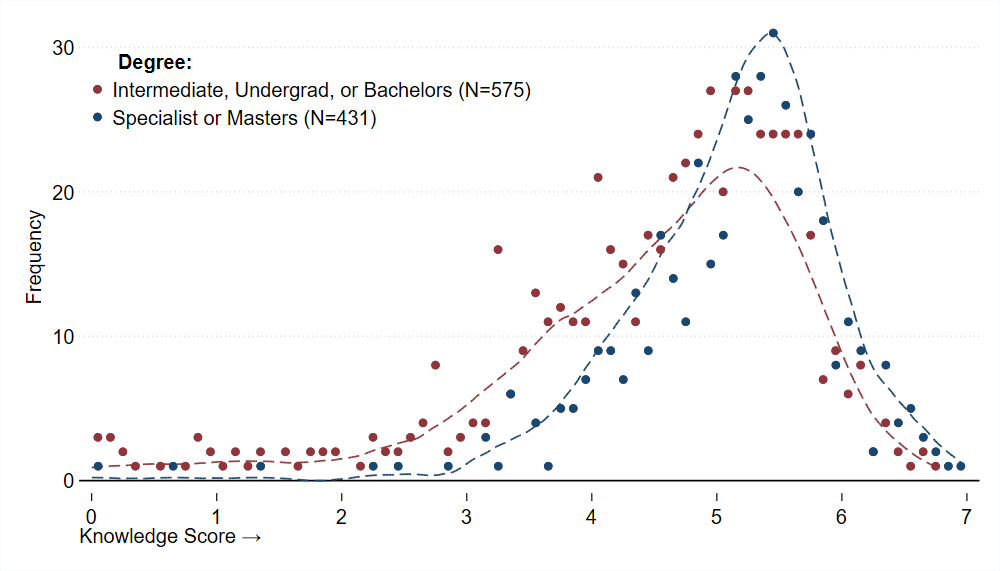 Degree:
Intermediate, Undergrad, or Bachelors (N=575)
Specialist or Masters (N=431)
Frequency
30
20
10
0
0 1 2 3 4 5 6 7
Knowledge Score →